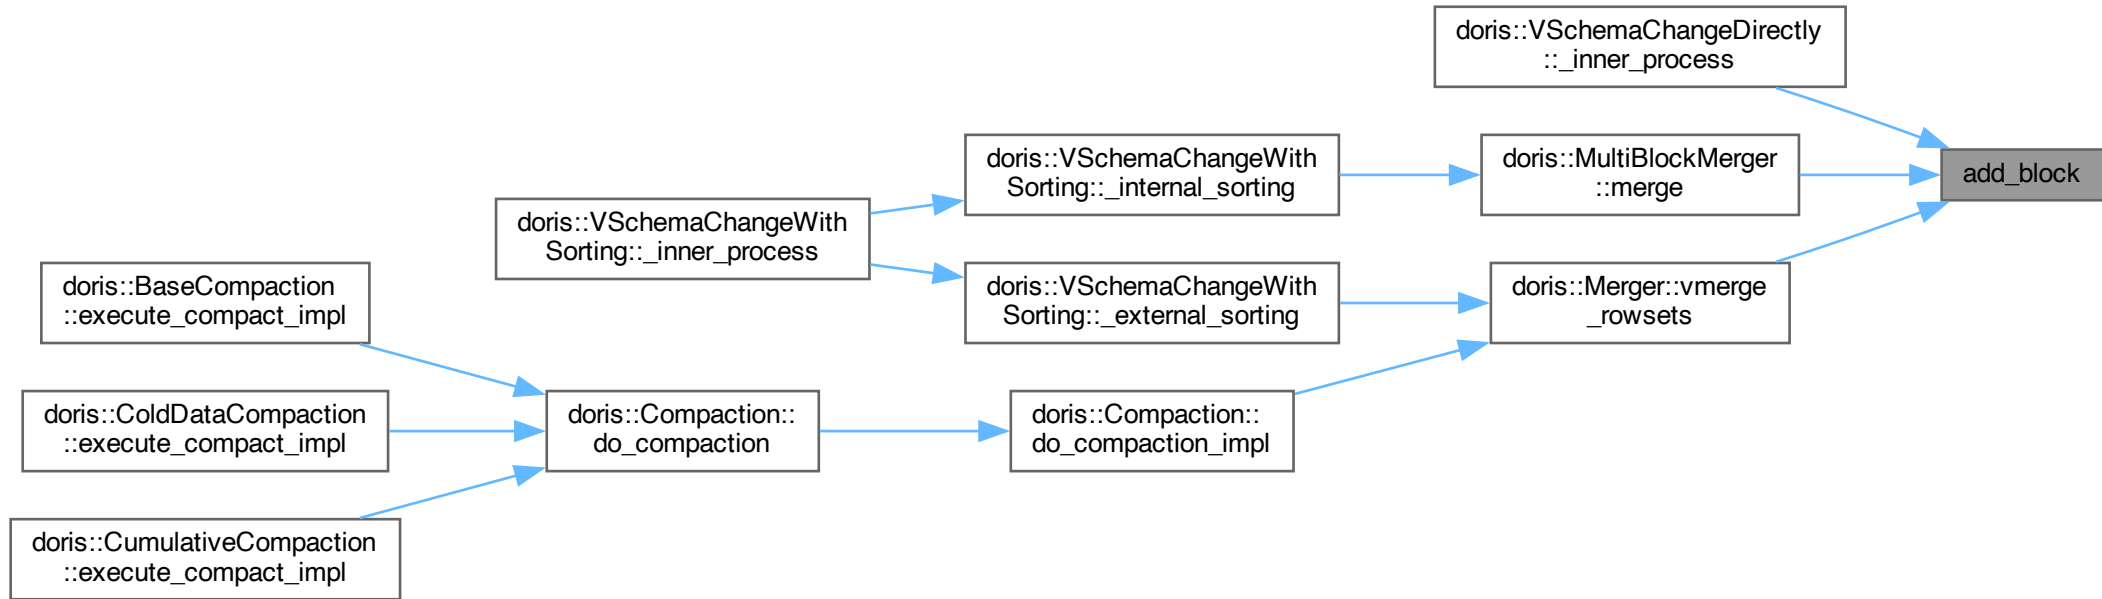 doris::VSchemaChangeDirectly
::_inner_process
doris::VSchemaChangeWith
Sorting::_internal_sorting
doris::MultiBlockMerger
::merge
add_block
doris::VSchemaChangeWith
Sorting::_inner_process
doris::BaseCompaction
::execute_compact_impl
doris::VSchemaChangeWith
Sorting::_external_sorting
doris::Merger::vmerge
_rowsets
doris::ColdDataCompaction
::execute_compact_impl
doris::Compaction::
do_compaction
doris::Compaction::
do_compaction_impl
doris::CumulativeCompaction
::execute_compact_impl